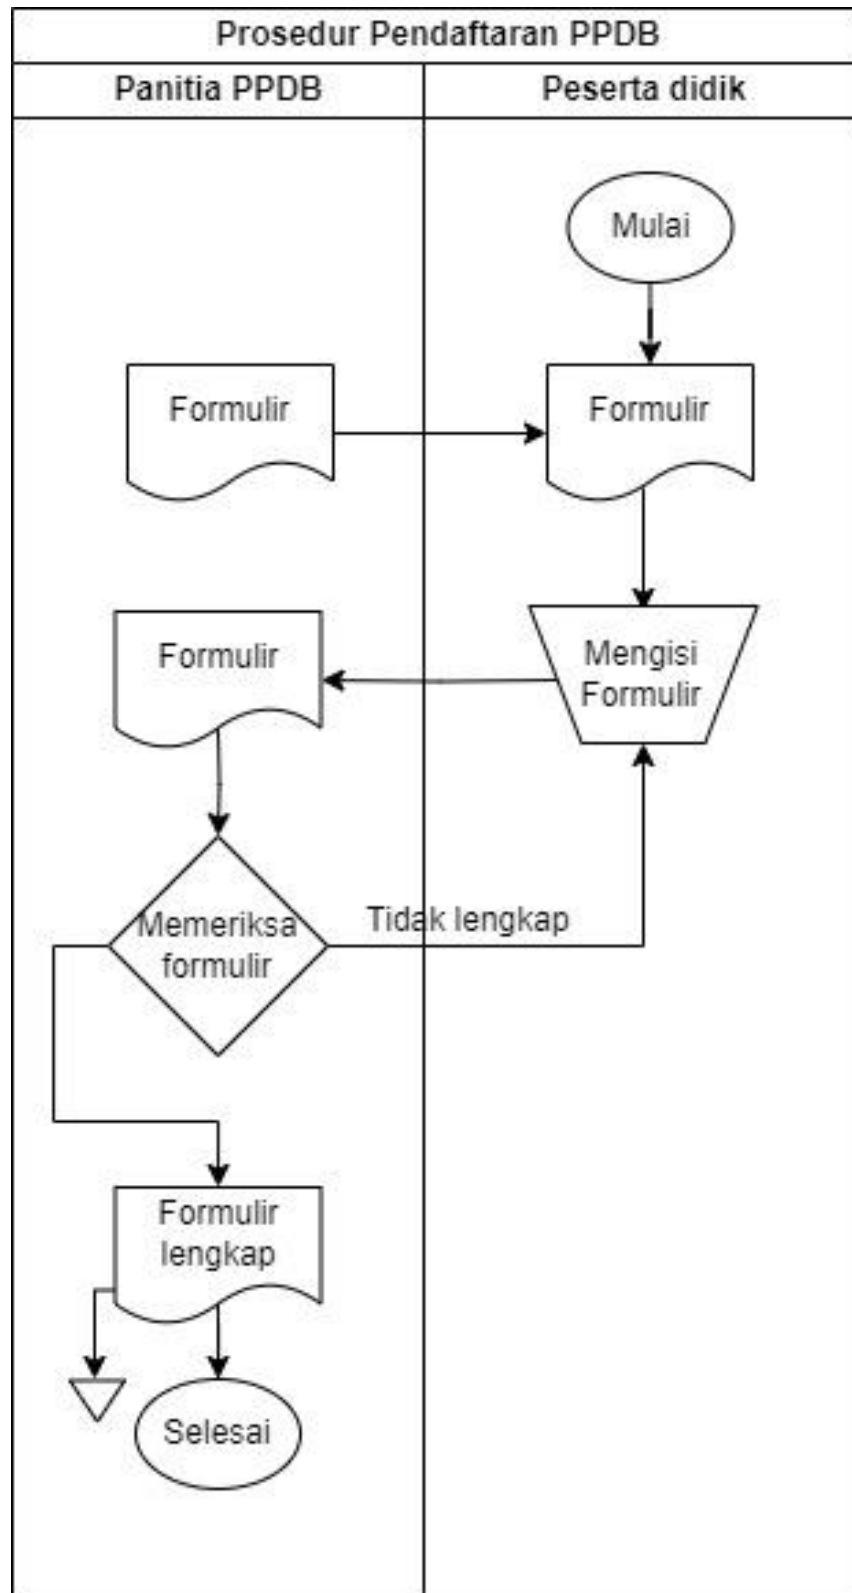 Prosedur Pendaftaran PPDB
Panitia PPDB
Peserta didik
Mulai
Formulir
Formulir
Formulir
Mengisi
Formulir
Memeriksa
formulir
Tidak lengkap
Formulir
lengkap
Selesai